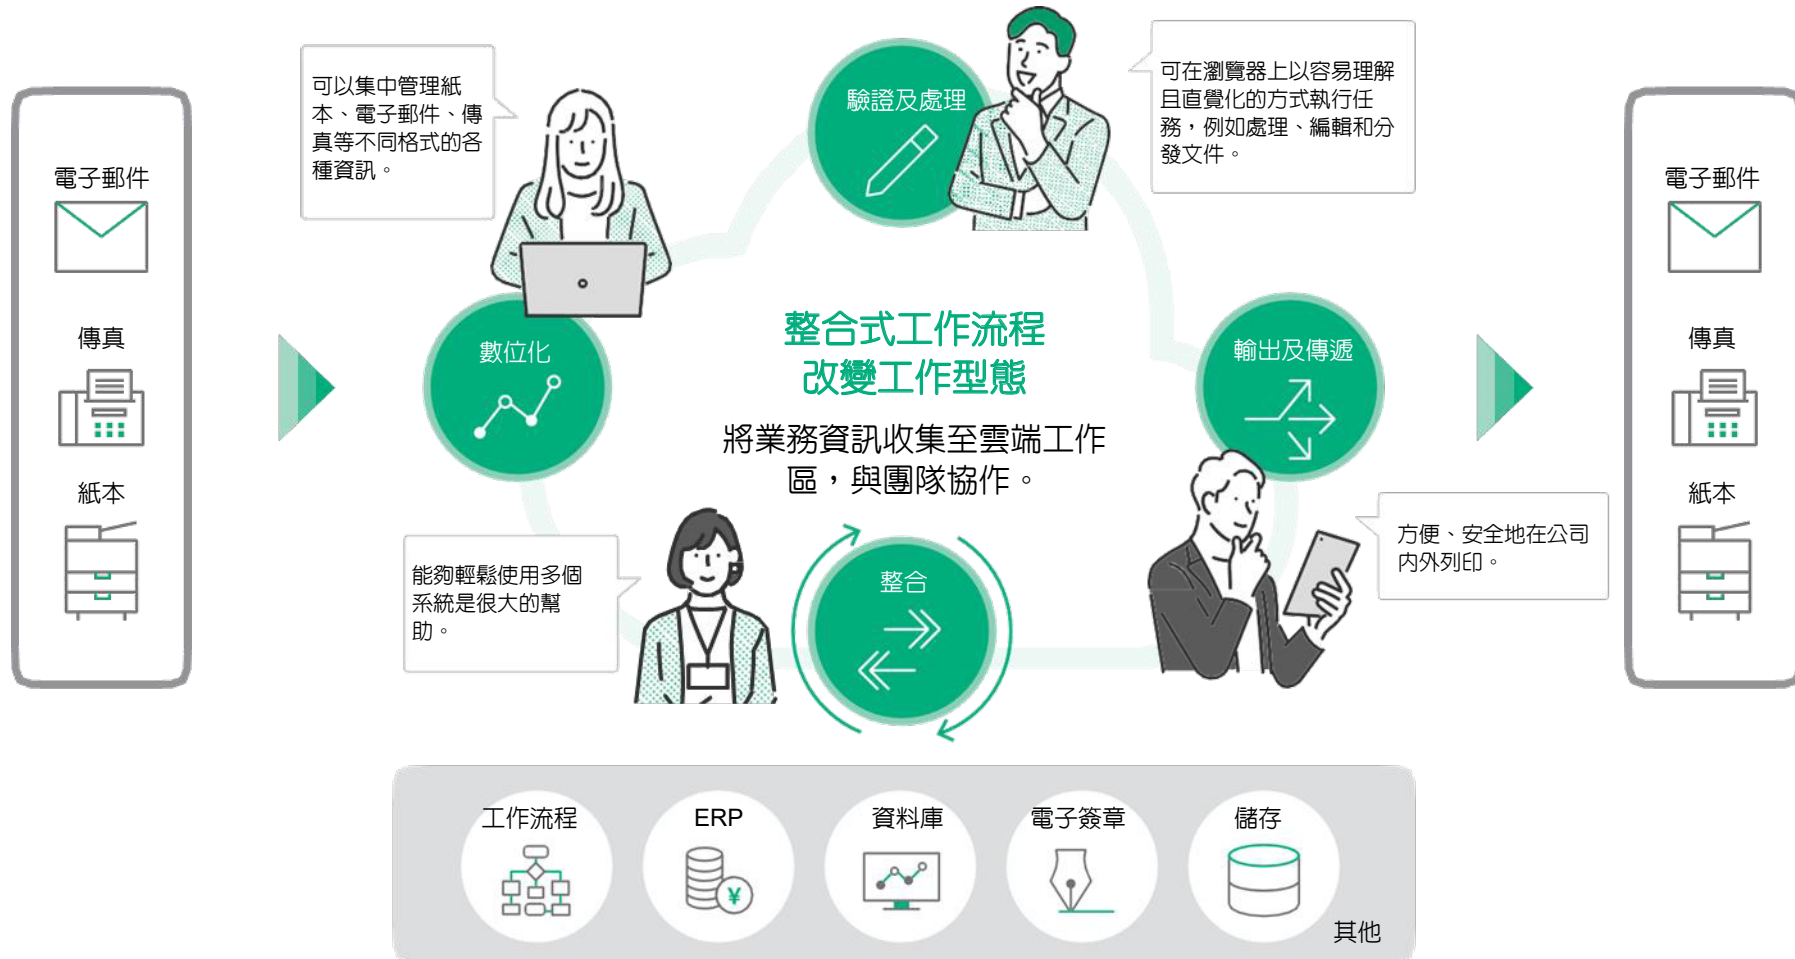 電子郵件
傳真
紙本
可以集中管理紙
本、電子郵件、傳
真等不同格式的各
種資訊。
驗證及處理
可在瀏覽器上以容易理解
且直覺化的方式執行任
務，例如處理、編輯和分
發文件。
數位化
整合式工作流程
改變工作型態
將業務資訊收集至雲端工作
區，與團隊協作。
輸出及傳遞
能夠輕鬆使用多個
系統是很大的幫
助。
整合
方便、安全地在公司
內外列印。
電子郵件
傳真
紙本
工作流程
ERP
¥
資料庫
電子簽章
儲存
其他